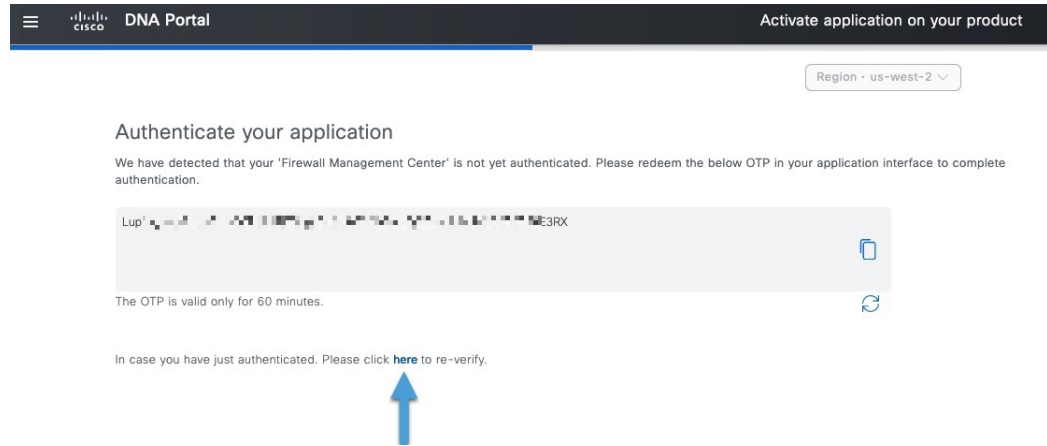 cisco DNA Portal
Activate application on your product
Region · us-west-2
Authenticate your application
We have detected that your 'Firewall Management Center' is not yet authenticated. Please redeem the below OTP in your application interface to complete
authentication.
Lup
E3RX
The OTP is valid only for 60 minutes.
In case you have just authenticated. Please click here to re-verify.